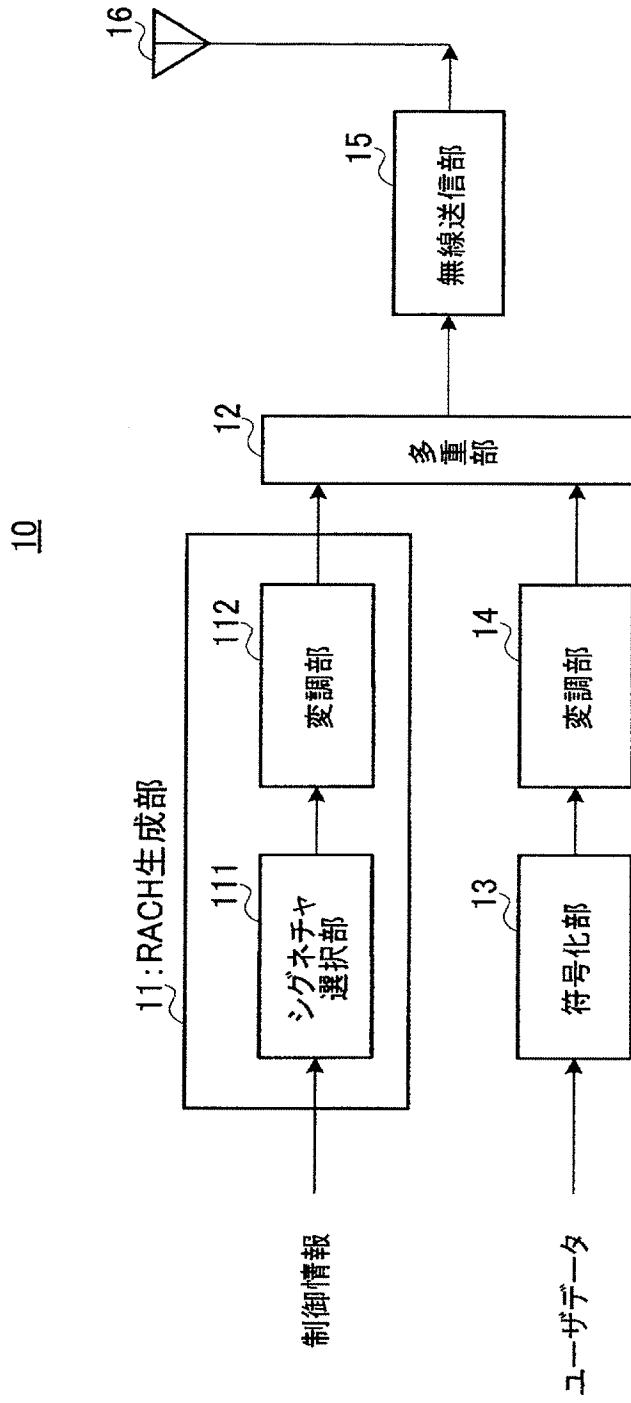 10
11:RACH生成部
制御情報
111
シグネチャ
選択部
112
変調部
12
多重部
15
無線送信部
16
ユーザデータ
13
符号化部
14
変調部